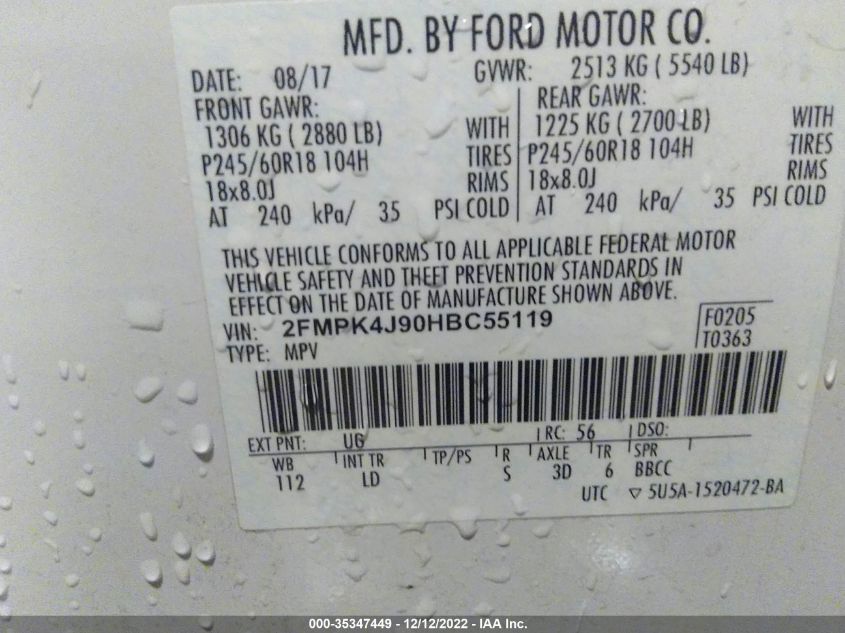 MFD. BY FORD MOTOR CO.
DATE: 08/17 GVWR: 2513 KG ( 5540 LB)
FRONT GAWR: REAR GAWR:
1306 KG ( 2880 LB) WITH 1225 KG ( 2700 LB) WITH
P245/60R18 104H TIRES P245/60R18 104H TIRES
18x8.0J RIMS 18x8.0J RIMS
AT 240 kPa/ 35 PSI COLD AT 240 kPa/ 35 PSI COLD
THIS VEHICLE CONFORMS TO ALL APPLICABLE FEDERAL MOTOR
VEHICLE SAFETY AND THEFT PREVENTION STANDARDS IN
EFFECT ON THE DATE OF MANUFACTURE SHOWN ABOVE.
VIN: 2FMPK4J90HBC55119 F0205
TYPE: MPV T0363
EXT PNT: UG RC: 56 DSO:
WB INT TR TP/PS R AXLE TR SPR
112 LD S 3D 6 BBCC
UTC ▽ 5U5A-1520472-BA
000-35347449 - 12/12/2022 - IAA Inc.